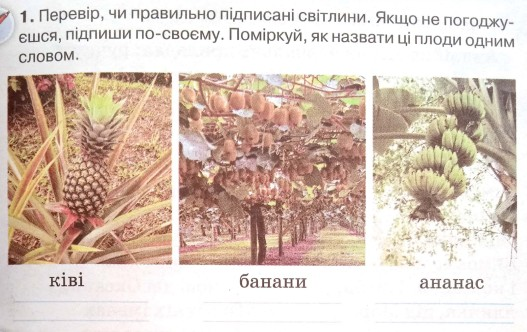 1. Перевір, чи правильно підписані світлини. Якщо не погоджу-
єшся, підпиши по-своєму. Поміркуй, як назвати ці плоди одним
словом.
ківі банани ананас